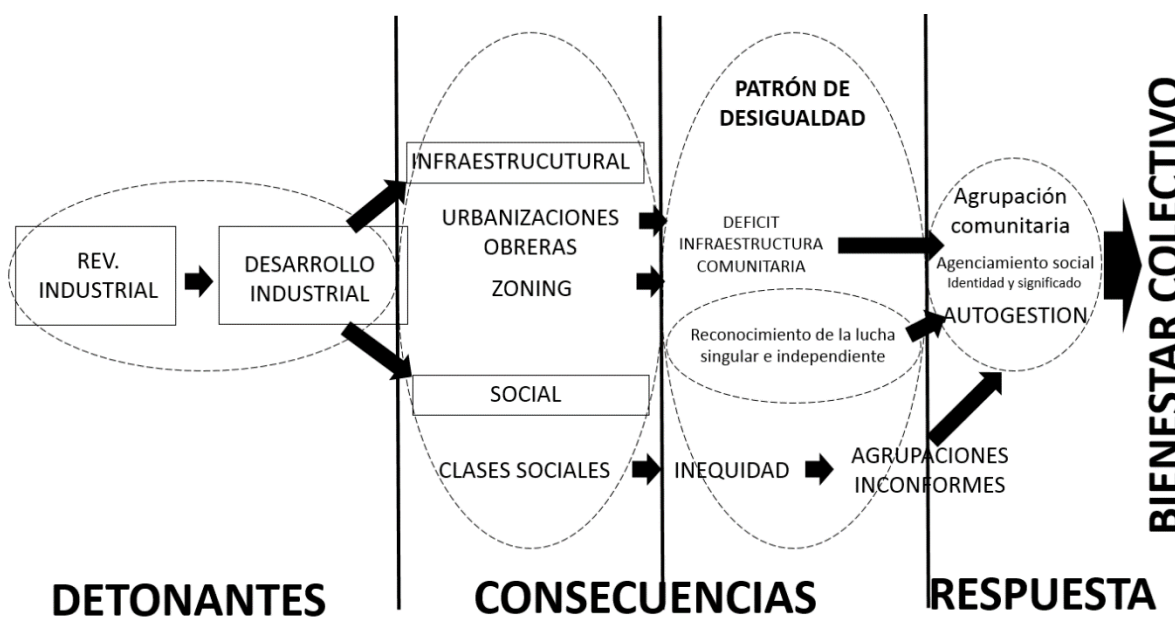 REV.
INDUSTRIAL
DESARROLLO
INDUSTRIAL
INFRAESTRUCUTURAL
URBANIZACIONES
OBRERAS
ZONING
SOCIAL
CLASES SOCIALES
PATRÓN DE
DESIGUALDAD
DEFICIT
INFRAESTRUCTURA
COMUNITARIA
Reconocimiento de la lucha
singular e independiente
INEQUIDAD
AGRUPACIONES
INCONFORMES
Agrupación
comunitaria
Agenciamiento social
Identidad y significado
AUTOGESTION
BIENESTAR COLECTIVO
DETONANTES
CONSECUENCIAS
RESPUESTA